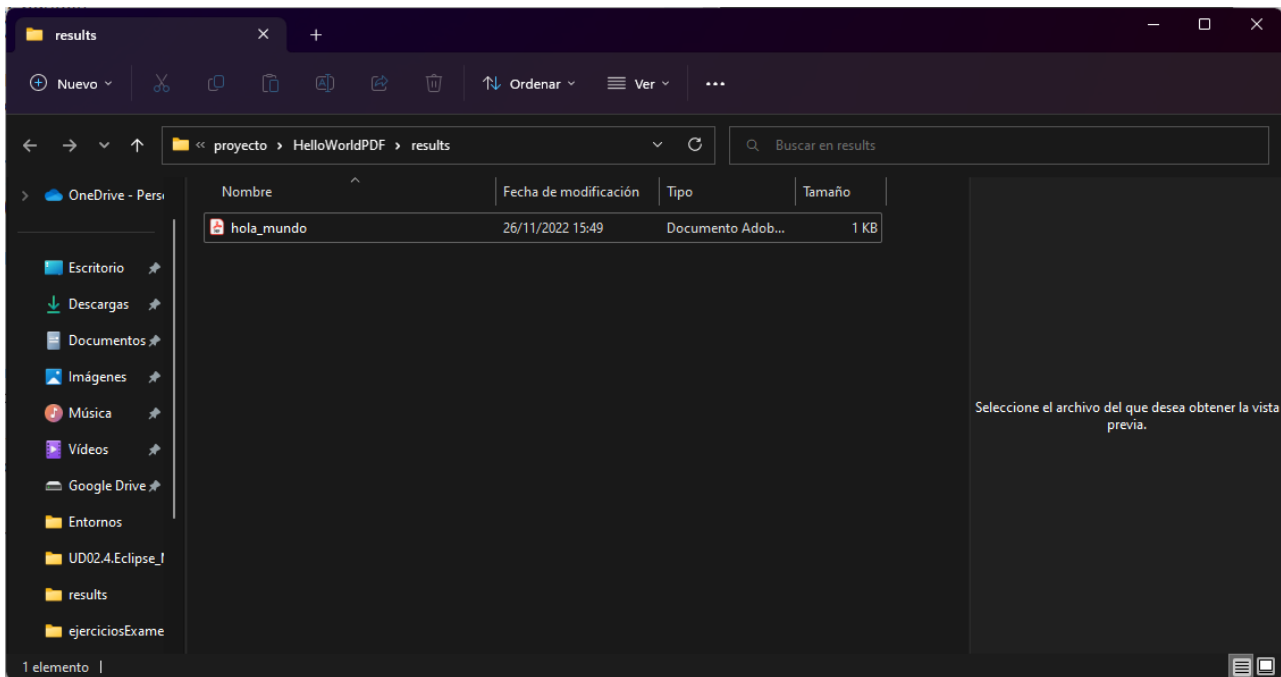 results
Nuevo
Ordenar
Ver
« proyecto > HelloWorldPDF > results
Buscar en results
OneDrive - Perso
Nombre Fecha de modificación Tipo Tamaño
hola_mundo 26/11/2022 15:49 Documento Adob... 1 KB
Escritorio
Descargas
Documentos
Imágenes
Música
Vídeos
Google Drive
Entornos
UD02.4.Eclipse_
results
ejerciciosExame
Seleccione el archivo del que desea obtener la vista
previa.
1 elemento